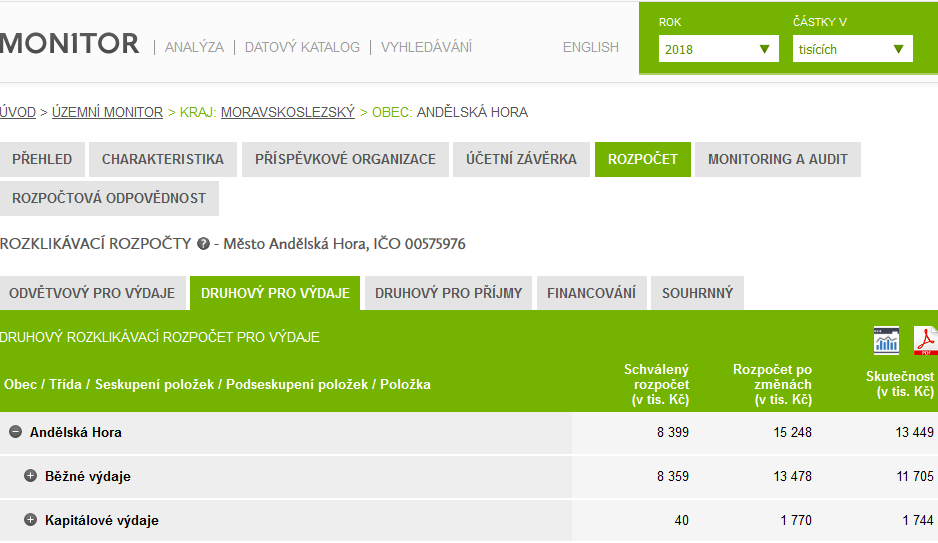 MONITOR | ANALÝZA | DATOVÝ KATALOG | VYHLEDÁVÁNÍ ENGLISH
ROK ČÁSTKY V
2018 tisících
ÚVOD > ÚZEMNÍ MONITOR > KRAJ: MORAVSKOSLEZSKÝ > OBEC: ANDĚLSKÁ HORA
PŘEHLED CHARAKTERISTIKA PŘÍSPĚVKOVÉ ORGANIZACE ÚČETNÍ ZÁVĚRKA ROZPOČET MONITORING A AUDIT
ROZPOČTOVÁ ODPOVĚDNOST
ROZKLIKÁVACÍ ROZPOČTY ? - Město Andělská Hora, IČO 00575976
ODVĚTVOVÝ PRO VÝDAJE DRUHOVÝ PRO VÝDAJE DRUHOVÝ PRO PŘÍJMY FINANCOVÁNÍ SOUHRNNÝ
DRUHOVÝ ROZKLIKÁVACÍ ROZPOČET PRO VÝDAJE
PDF
Obec / Třída / Seskupení položek / Podseskupení položek / Položka
Schválený
rozpočet
(v tis. Kč)
Rozpočet po
změnách
(v tis. Kč)
Skutečnost
(v tis. Kč)
Andělská Hora 8 399 15 248 13 449
Běžné výdaje 8 359 13 478 11 705
Kapitálové výdaje 40 1 770 1 744